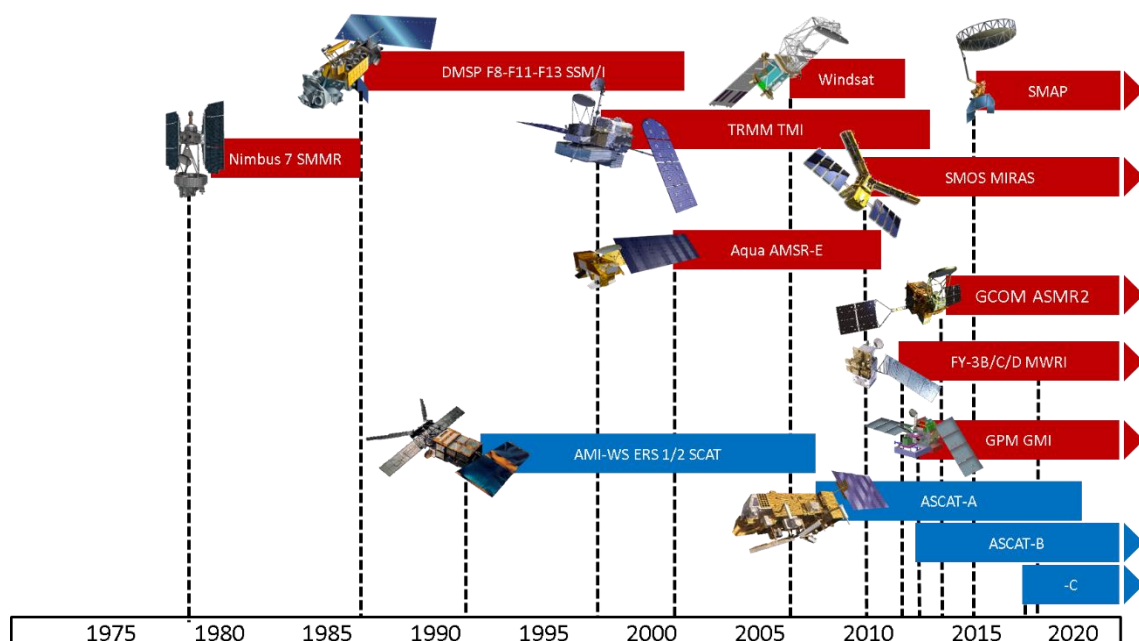 DMSP F8-F11-F13 SSM/I
Windsat
SMAP
TRMM TMI
Nimbus 7 SMMR
SMOS MIRAS
Aqua AMSR-E
GCOM ASMR2
FY-3B/C/D MWRI
GPM GMI
AMI-WS ERS 1/2 SCAT
ASCAT-A
ASCAT-B
-C
1975 1980 1985 1990 1995 2000 2005 2010 2015 2020